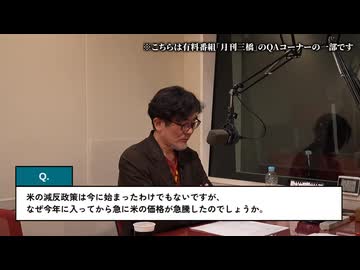 ※こちらは有料番組「月刊三橋」のQAコーナーの一部です
Q.
米の減反政策は今に始まったわけでもないですが、
なぜ今年に入ってから急に米の価格が急騰したのでしょうか。